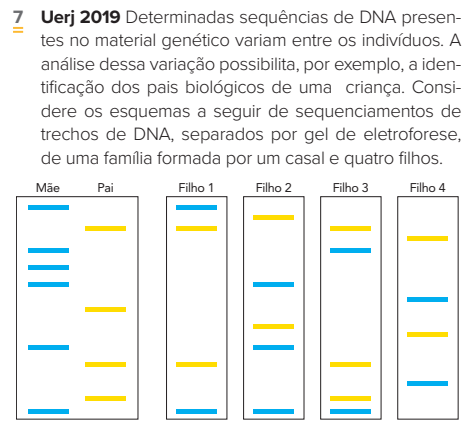 7 Uerj 2019 Determinadas sequências de DNA presen-
tes no material genético variam entre os indivíduos. A
análise dessa variação possibilita, por exemplo, a iden-
tificação dos pais biológicos de uma criança. Consi-
dere os esquemas a seguir de sequenciamentos de
trechos de DNA, separados por gel de eletroforese,
de uma família formada por um casal e quatro filhos.
Mãe Pai Filho 1 Filho 2 Filho 3 Filho 4